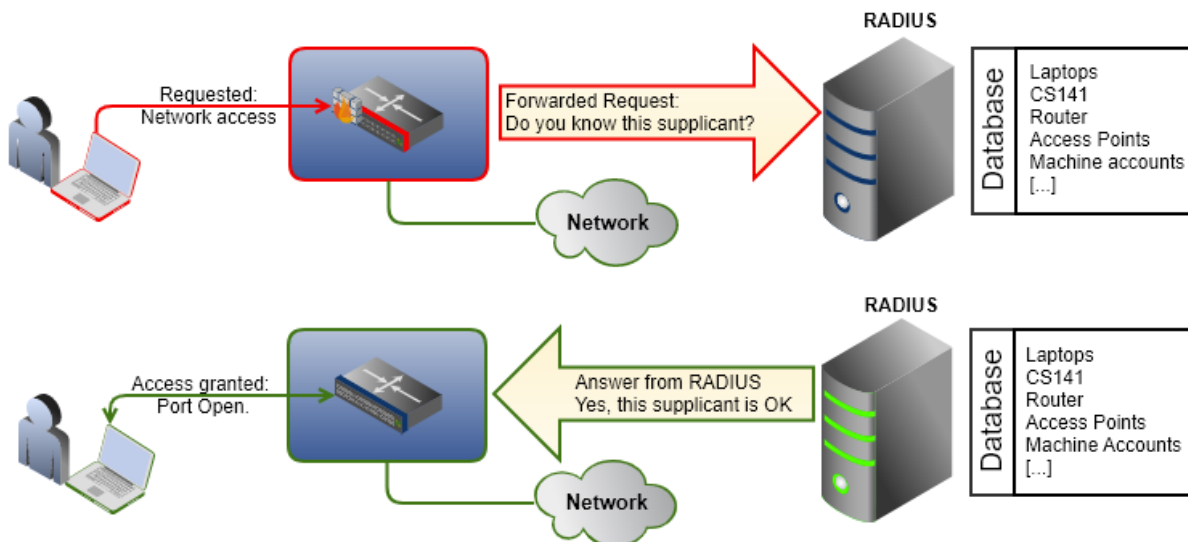 RADIUS
Requested:
Network access
Forwarded Request:
Do you know this supplicant?
Database
Laptops
CS141
Router
Access Points
Machine accounts
[...]
Network
RADIUS
Access granted:
Port Open.
Answer from RADIUS
Yes, this supplicant is OK
Database
Laptops
CS141
Router
Access Points
Machine Accounts
[...]
Network